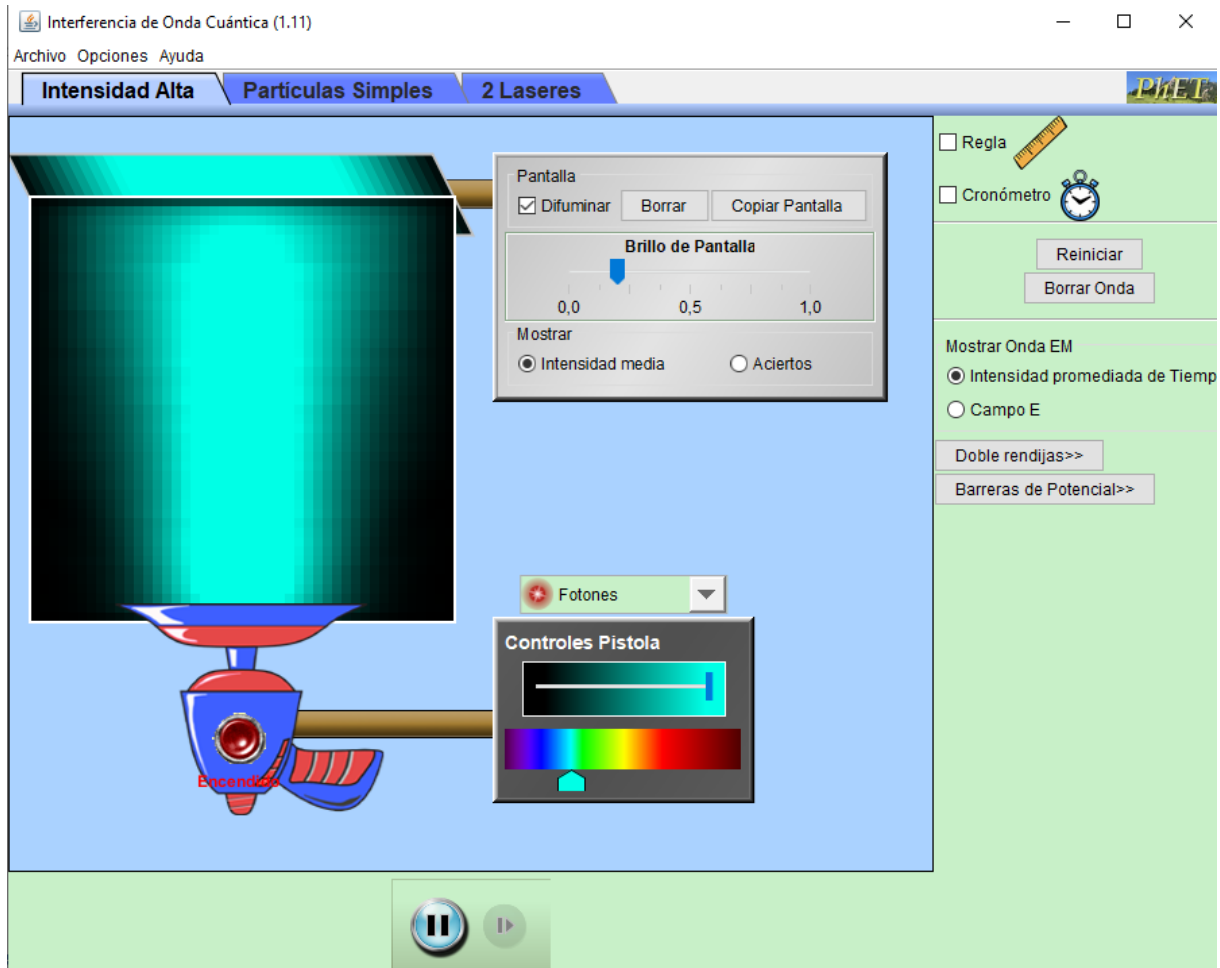 Interferencia de Onda Cuántica (1.11)
Archivo Opciones Ayuda
Intensidad Alta Partículas Simples 2 Laseres
PhET
Pantalla
Difuminar Borrar Copiar Pantalla
Brillo de Pantalla
0,0 0,5 1,0
Mostrar
Intensidad media Aciertos
Fotones
Controles Pistola
Encendido
Regla
Cronómetro
Reiniciar
Borrar Onda
Mostrar Onda EM
Intensidad promediada de Tiemp
Campo E
Doble rendijas>>
Barreras de Potencial>>